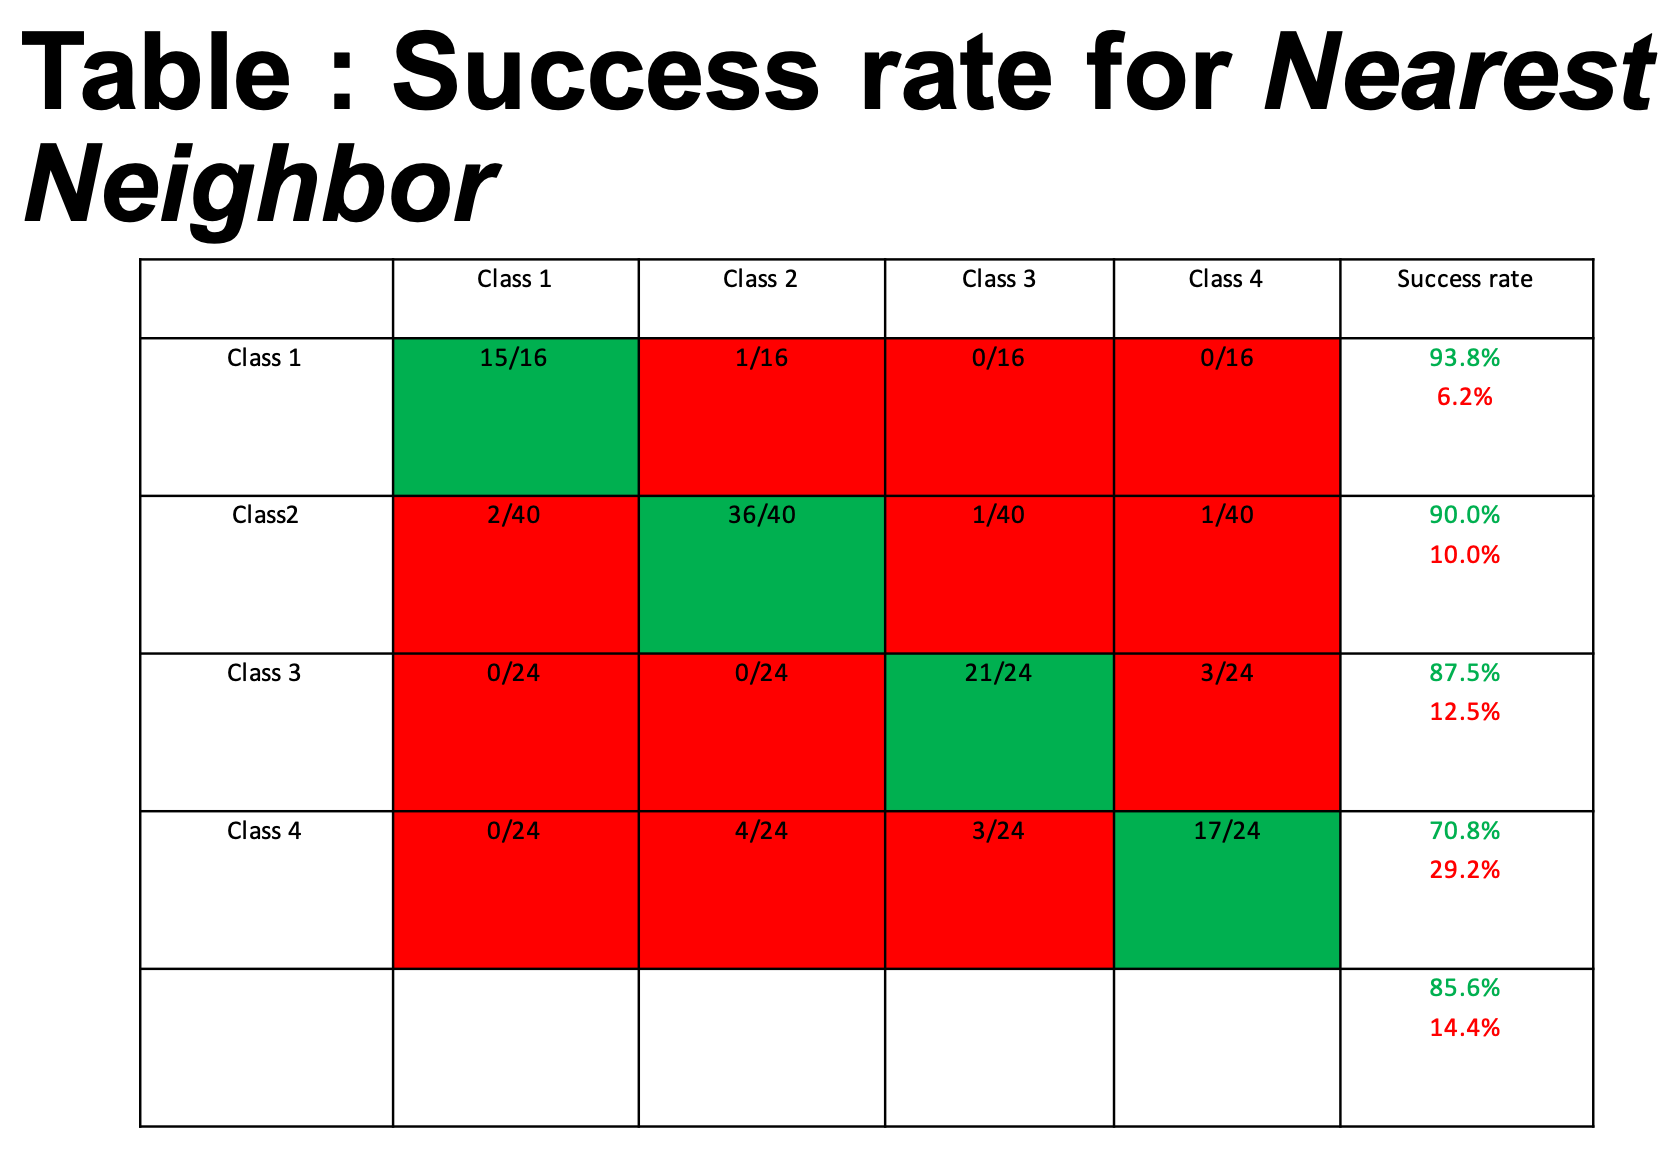 Table : Success rate for Nearest
Neighbor
Class 1 Class 2 Class 3 Class 4 Success rate
Class 1 15/16 1/16 0/16 0/16 93.8%
6.2%
Class2 2/40 36/40 1/40 1/40 90.0%
10.0%
Class 3 0/24 0/24 21/24 3/24 87.5%
12.5%
Class 4 0/24 4/24 3/24 17/24 70.8%
29.2%
85.6%
14.4%